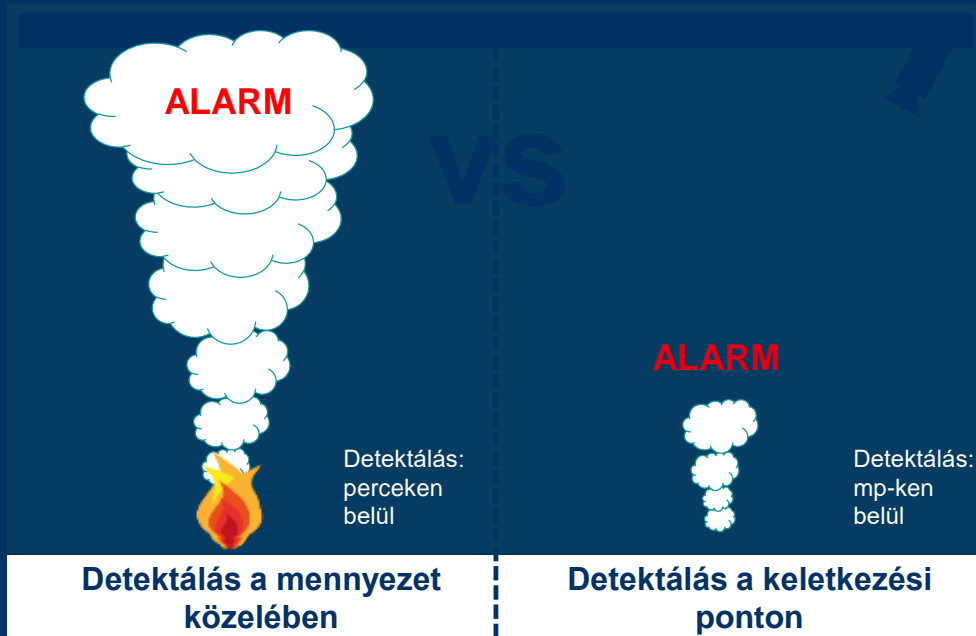 ALARM
Detektálás:
perceken
belül
Detektálás a mennyezet
közelében
vs
ALARM
Detektálás:
mp-ken
belül
Detektálás a keletkezési
ponton